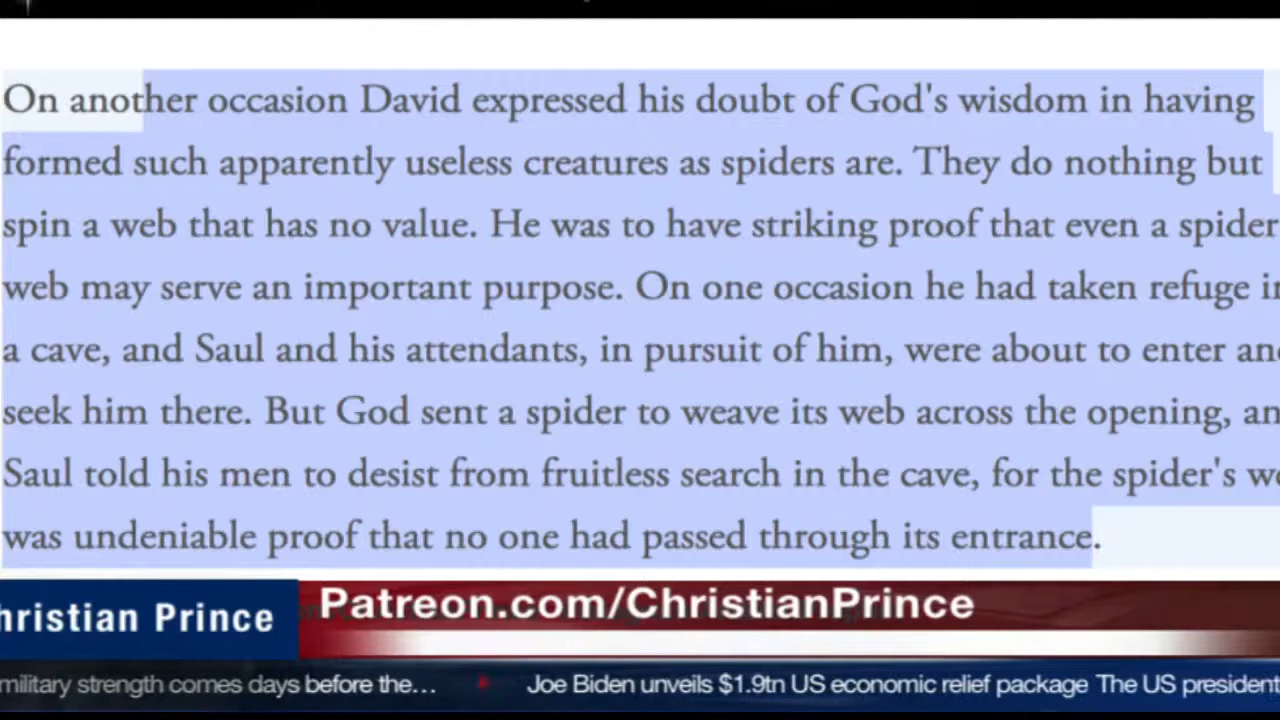 On another occasion David expressed his doubt of God's wisdom in having
formed such apparently useless creatures as spiders are. They do nothing but
spin a web that has no value. He was to have striking proof that even a spider
web may serve an important purpose. On one occasion he had taken refuge in
a cave, and Saul and his attendants, in pursuit of him, were about to enter and
seek him there. But God sent a spider to weave its web across the opening, an
Saul told his men to desist from fruitless search in the cave, for the spider's we
was undeniable proof that no one had passed through its entrance.
hristian Prince
Patreon.com/ChristianPrince
military strength comes days before the...
Joe Biden unveils $1.9tn US economic relief package The US president